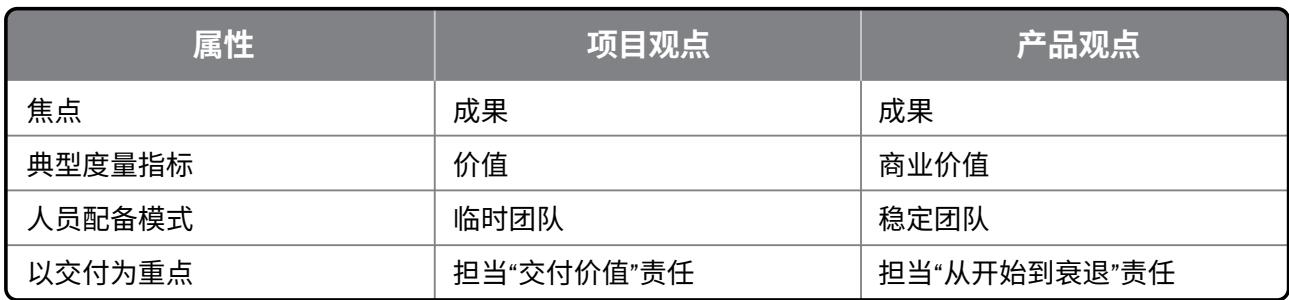 属性 项目观点 产品观点
焦点 成果 成果
典型度量指标 价值 商业价值
人员配备模式 临时团队 稳定团队
以交付为重点 担当“交付价值”责任 担当“从开始到衰退”责任